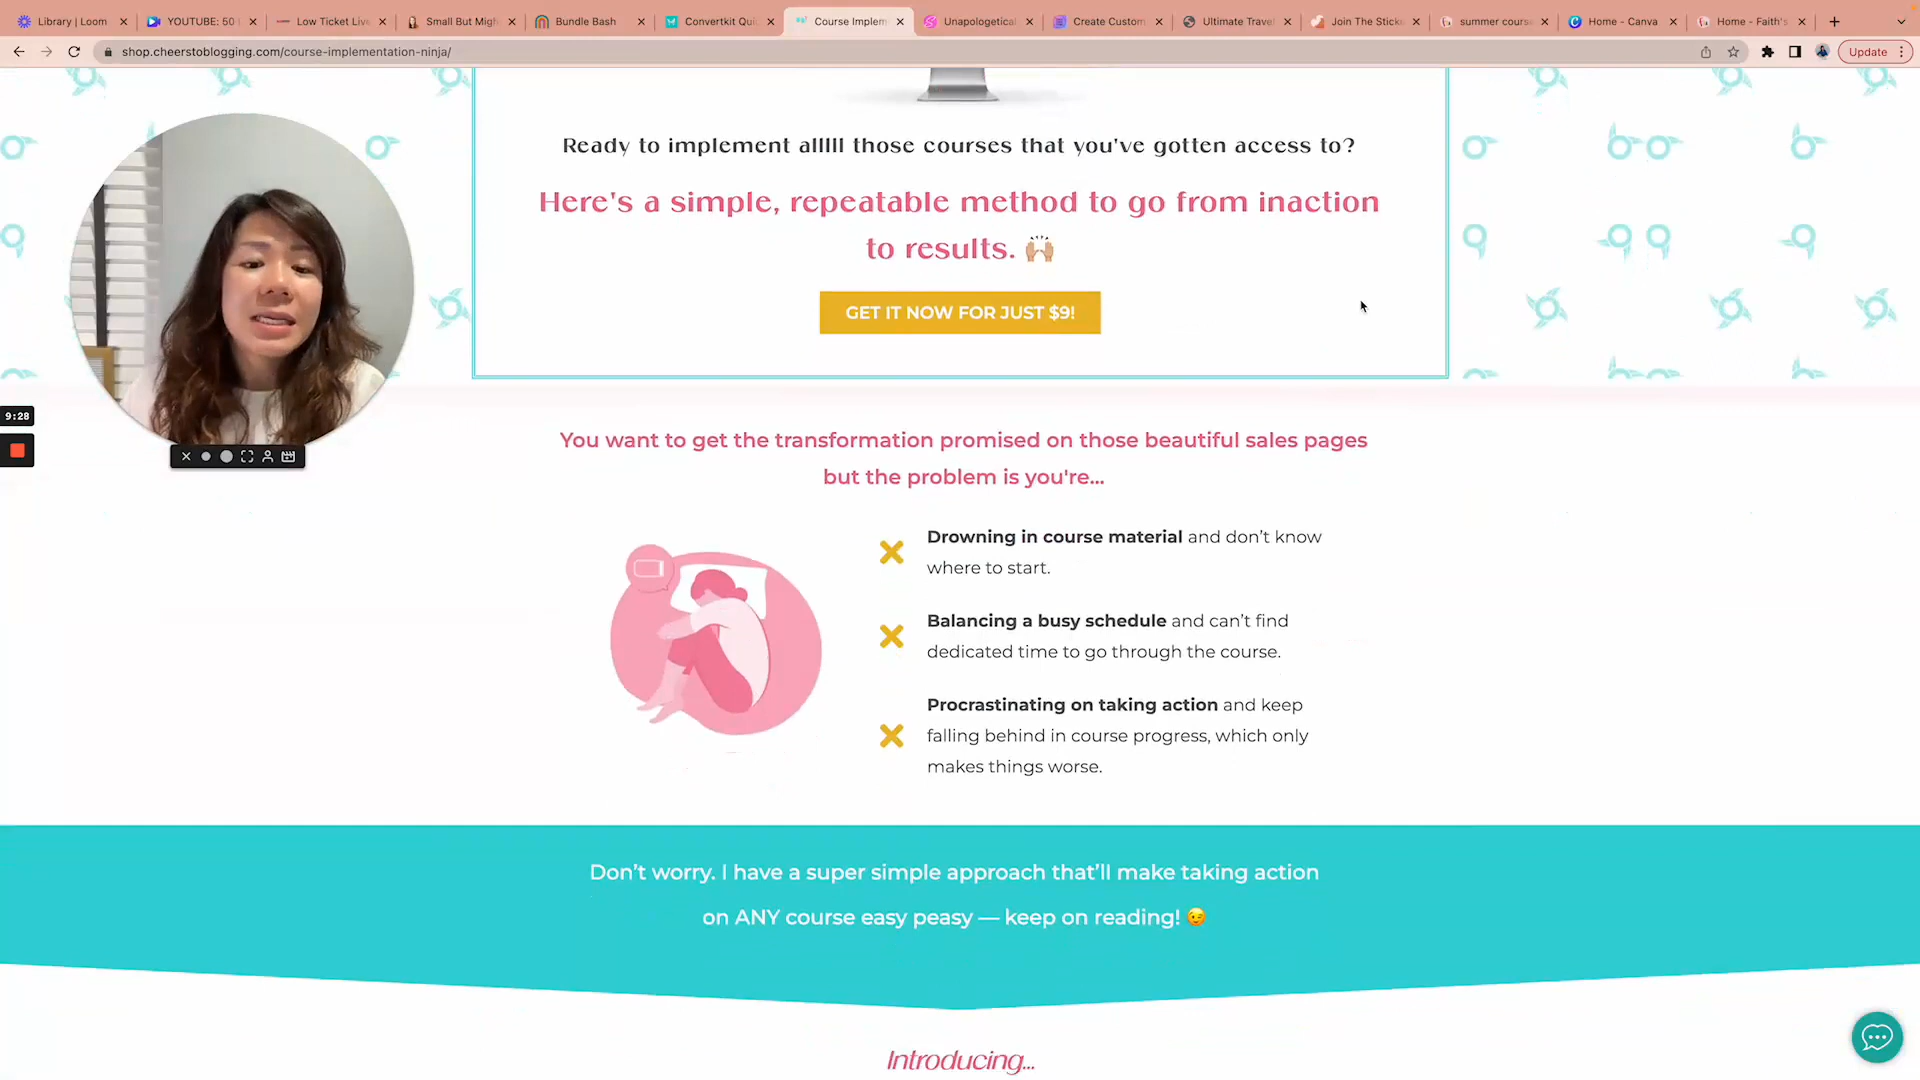 Library | Loom
YOUTUBE: 50
Low Ticket Live
Small But Migh
Bundle Bash
Convertkit Qui
Course Implem
Unapologetical
Create Custom
Ultimate Trave
Join The Sticke
summer course
Home - Canva
Home - Faith's
shop.cheerstoblogging.com/course-implementation-ninja/
Update
Ready to implement alllll those courses that you've gotten access to?
Here's a simple, repeatable method to go from inaction
to results. 🙌🏼
GET IT NOW FOR JUST $9!
9:28
You want to get the transformation promised on those beautiful sales pages
but the problem is you're...
Drowning in course material and don't know
where to start.
Balancing a busy schedule and can't find
dedicated time to go through the course.
Procrastinating on taking action and keep
falling behind in course progress, which only
makes things worse.
Don't worry. I have a super simple approach that'll make taking action
on ANY course easy peasy — keep on reading! 😉
Introducing...